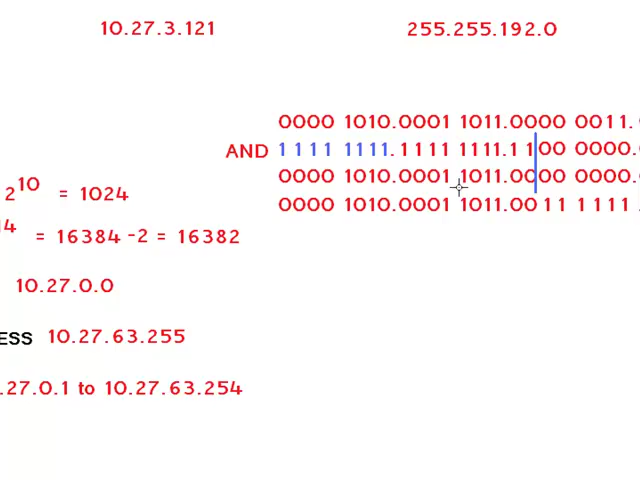 10.27.3.121 255.255.192.0
0000 1010.0001 1011.0000 0011.
AND 1111 1111.1111 1111.1100 0000.
0000 1010.0001 1011.0000 0000.
2^10 = 1024
0000 1010.0001 1011.0011 1111.
14 = 16384 -2 = 16382
10.27.0.0
ESS 10.27.63.255
.27.0.1 to 10.27.63.254